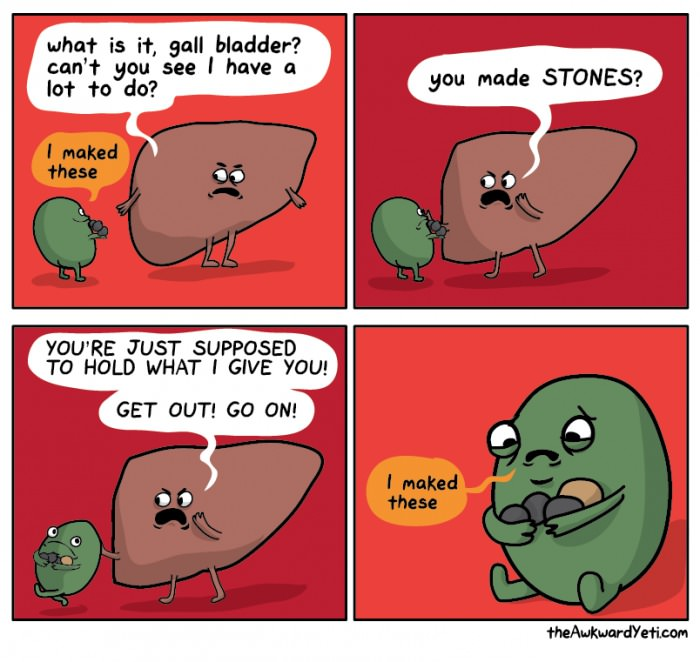 what is it, gall bladder?
can't you see I have a
lot to do?
I maked
these
you made STONES?
YOU'RE JUST SUPPOSED
TO HOLD WHAT I GIVE YOU!
GET OUT! GO ON!
I maked
these
theAwkwardYeti.com